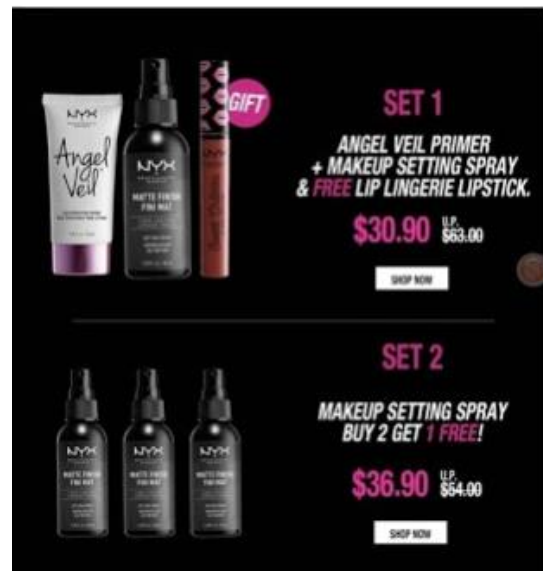 NYX
Angel
Veil
NYX
MATTE FINISH
FINI MAT
NYX
GIFT
SET 1
ANGEL VEIL PRIMER
+ MAKEUP SETTING SPRAY
& FREE LIP LINGERIE LIPSTICK.
$30.90 U.P. $63.00
SHOP NOW
SET 2
MAKEUP SETTING SPRAY
BUY 2 GET 1 FREE!
$36.90 U.P. $54.00
SHOP NOW
NYX NYX NYX
MATTE FINISH MATTE FINISH MATTE FINISH
FINI MAT FINI MAT FINI MAT